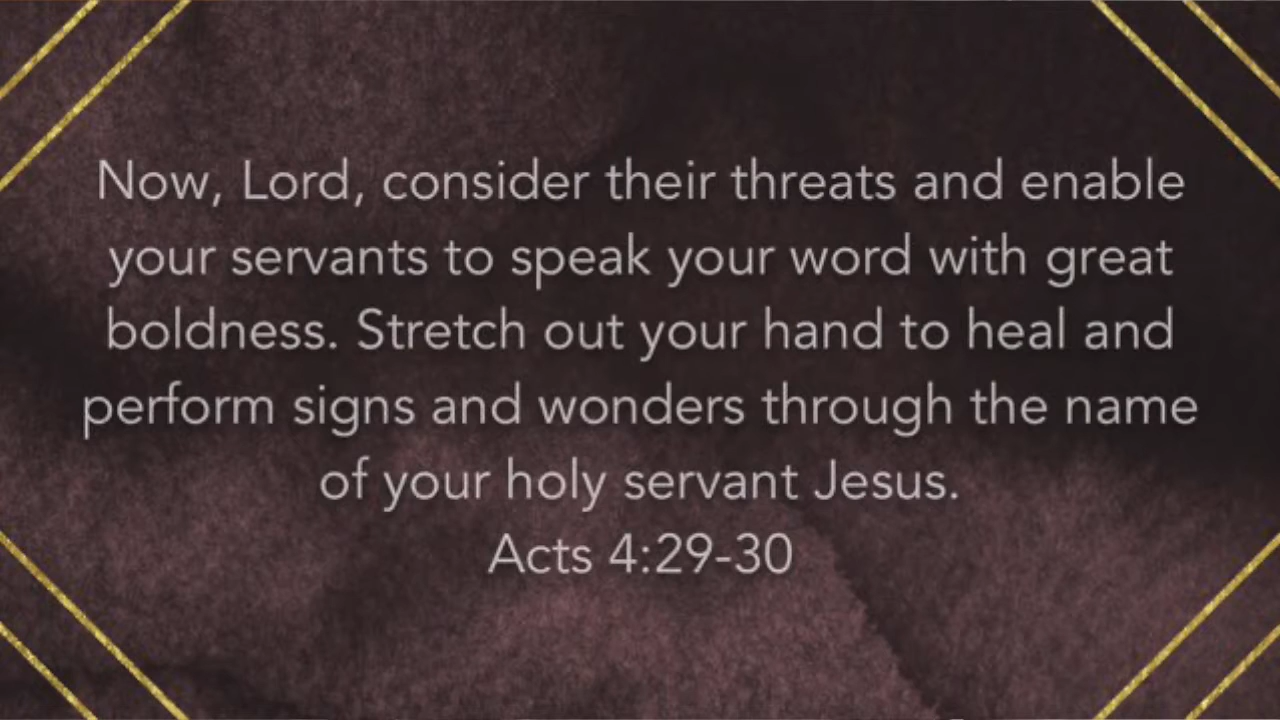 Now, Lord, consider their threats and enable
your servants to speak your word with great
boldness. Stretch out your hand to heal and
perform signs and wonders through the name
of your holy servant Jesus.
Acts 4:29-30